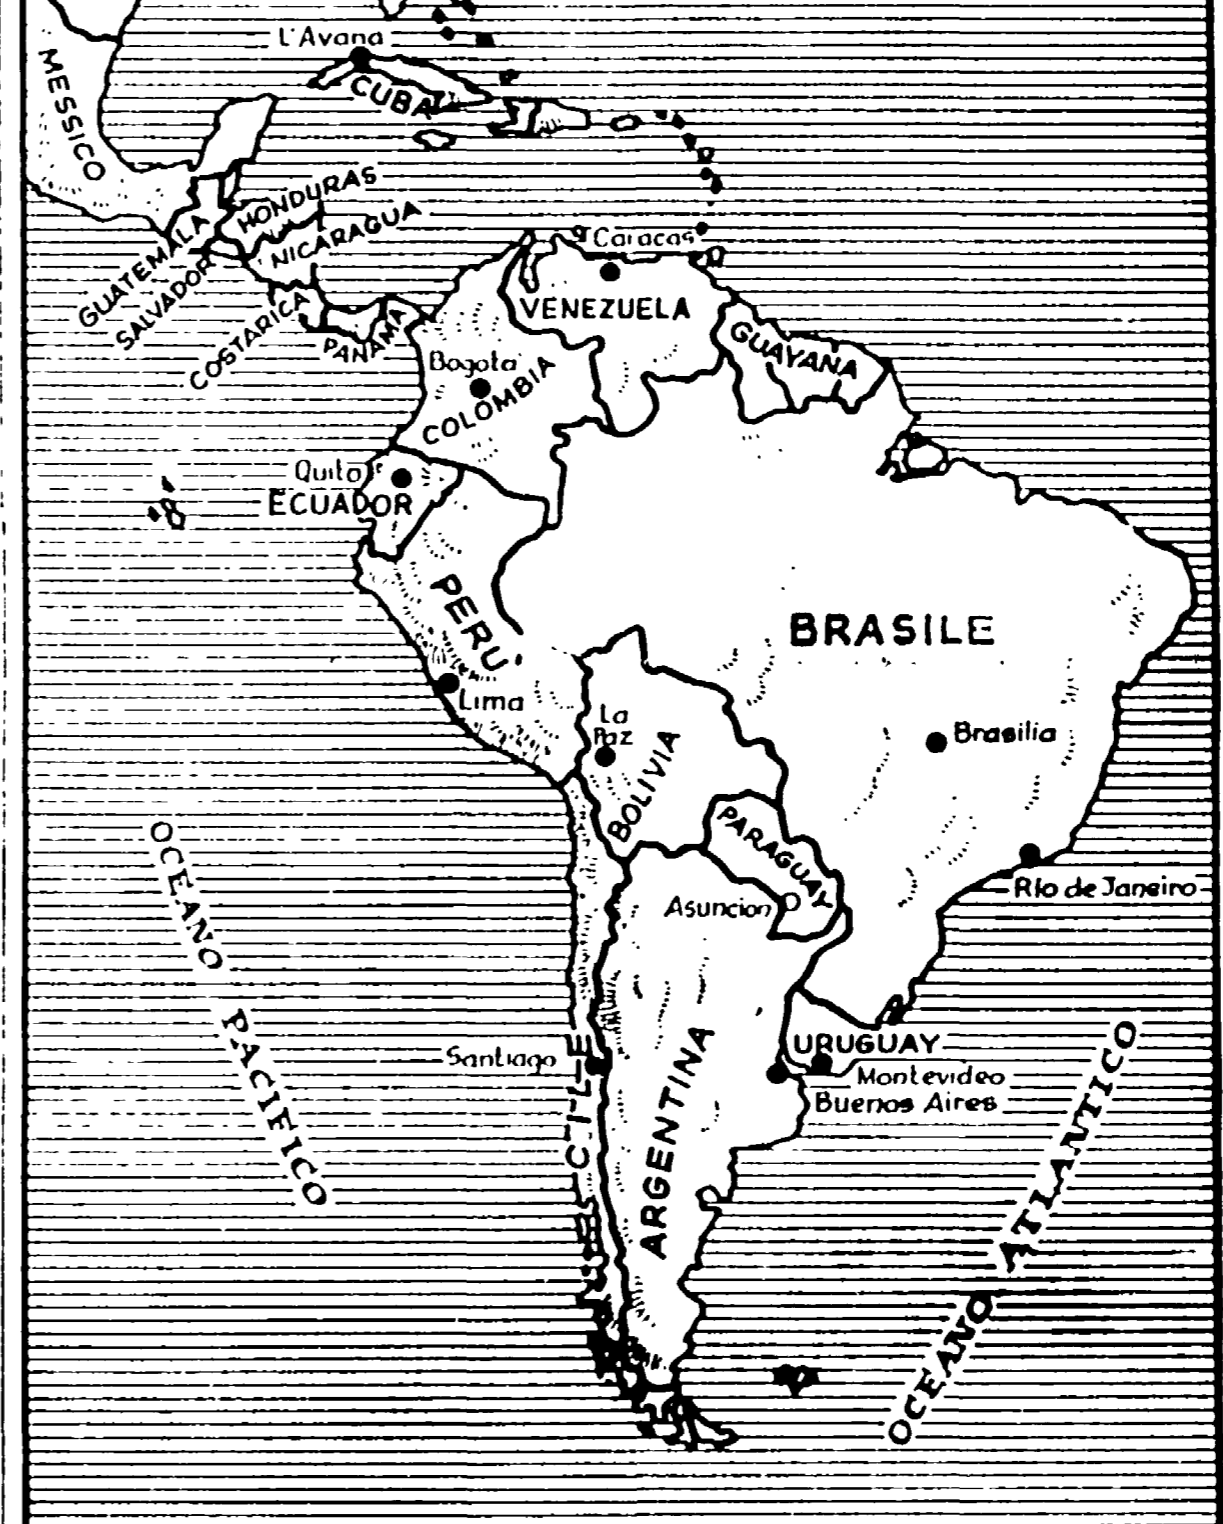 L'Avana
CUBA
MESSICO
HONDURAS
NICARAGUA
GUATEMALA
SALVADOR
COSTARICA
PANAMA
Caracas
VENEZUELA
GUAYANA
Bogota
COLOMBIA
Quito
ECUADOR
PERU'
BRASILE
Lima
La
Paz
BOLIVIA
Brasilia
PARAGUAY
Rio de Janeiro
Asuncion
OCEANO PACIFICO
Santiago
CILE
URUGUAY
Montevideo
Buenos Aires
ARGENTINA
OCEANO ATLANTICO